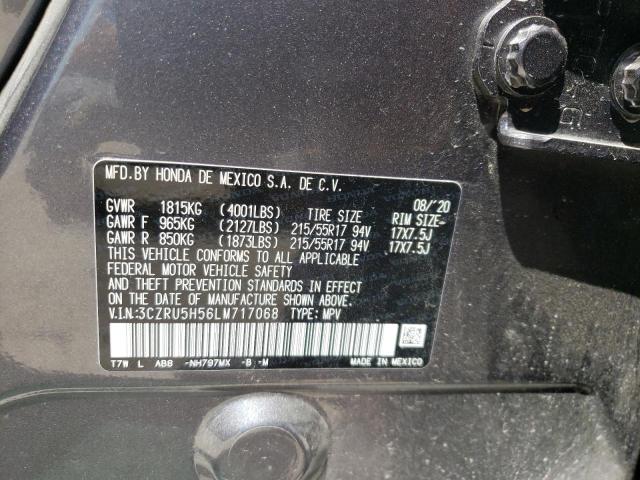 MFD.BY HONDA DE MEXICO S.A. DE C.V.
08/'20
GVWR 1815KG (4001LBS) TIRE SIZE RIM SIZE
GAWR F 965KG (2127LBS) 215/55R17 94V 17X7.5J
GAWR R 850KG (1873LBS) 215/55R17 94V 17X7.5J
THIS VEHICLE CONFORMS TO ALL APPLICABLE
FEDERAL MOTOR VEHICLE SAFETY
AND THEFT PREVENTION STANDARDS IN EFFECT
ON THE DATE OF MANUFACTURE SHOWN ABOVE.
V.I.N:3CZRU5H56LM717068 TYPE: MPV
T7W L ABB -NH797MX -B -M MADE IN MEXICO